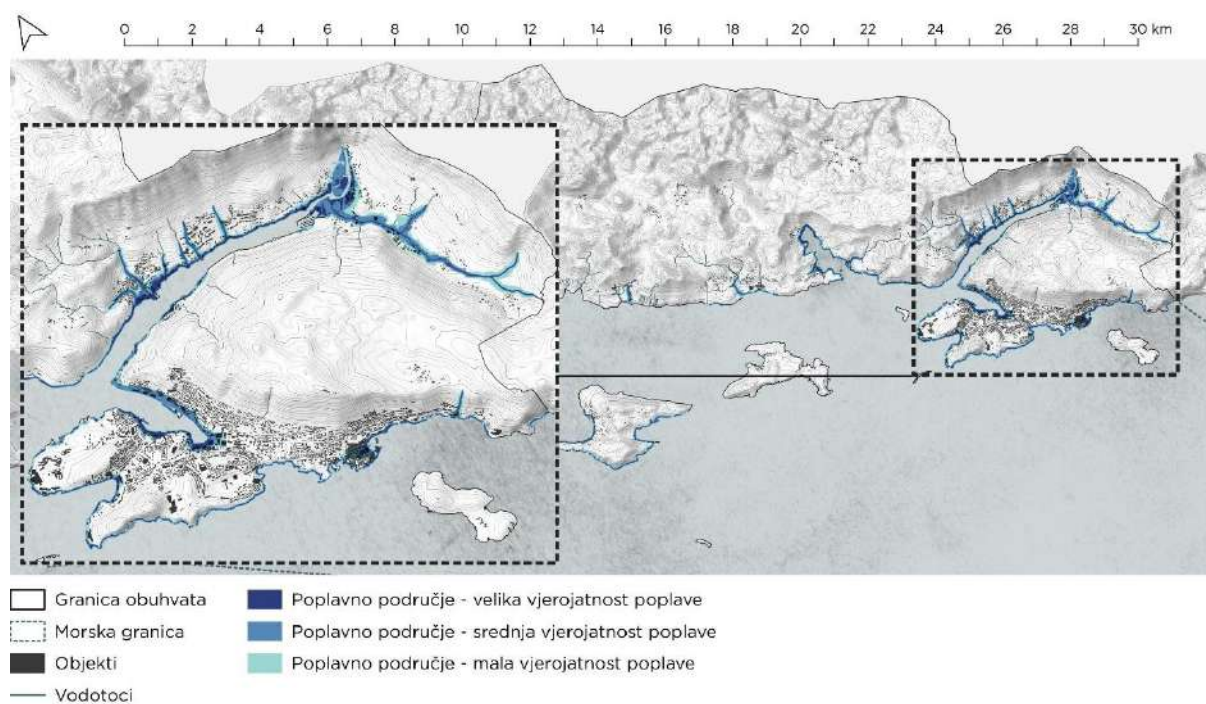 0 2 4 6 8 10 12 14 16 18 20 22 24 26 28 30 km
Granica obuhvata
Morska granica
Objekti
Vodotoci
Poplavno područje - velika vjerojatnost poplave
Poplavno područje - srednja vjerojatnost poplave
Poplavno područje - mala vjerojatnost poplave